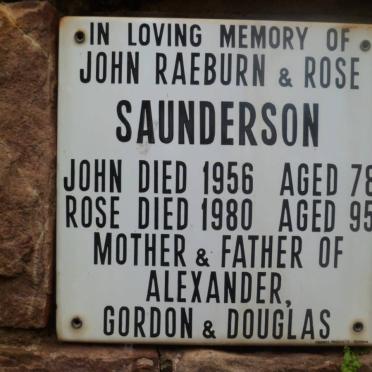 IN LOVING MEMORY OF
JOHN RAEBURN & ROSE
SAUNDERSON
JOHN DIED 1956 AGED 78
ROSE DIED 1980 AGED 95
MOTHER & FATHER OF
ALEXANDER,
GORDON & DOUGLAS